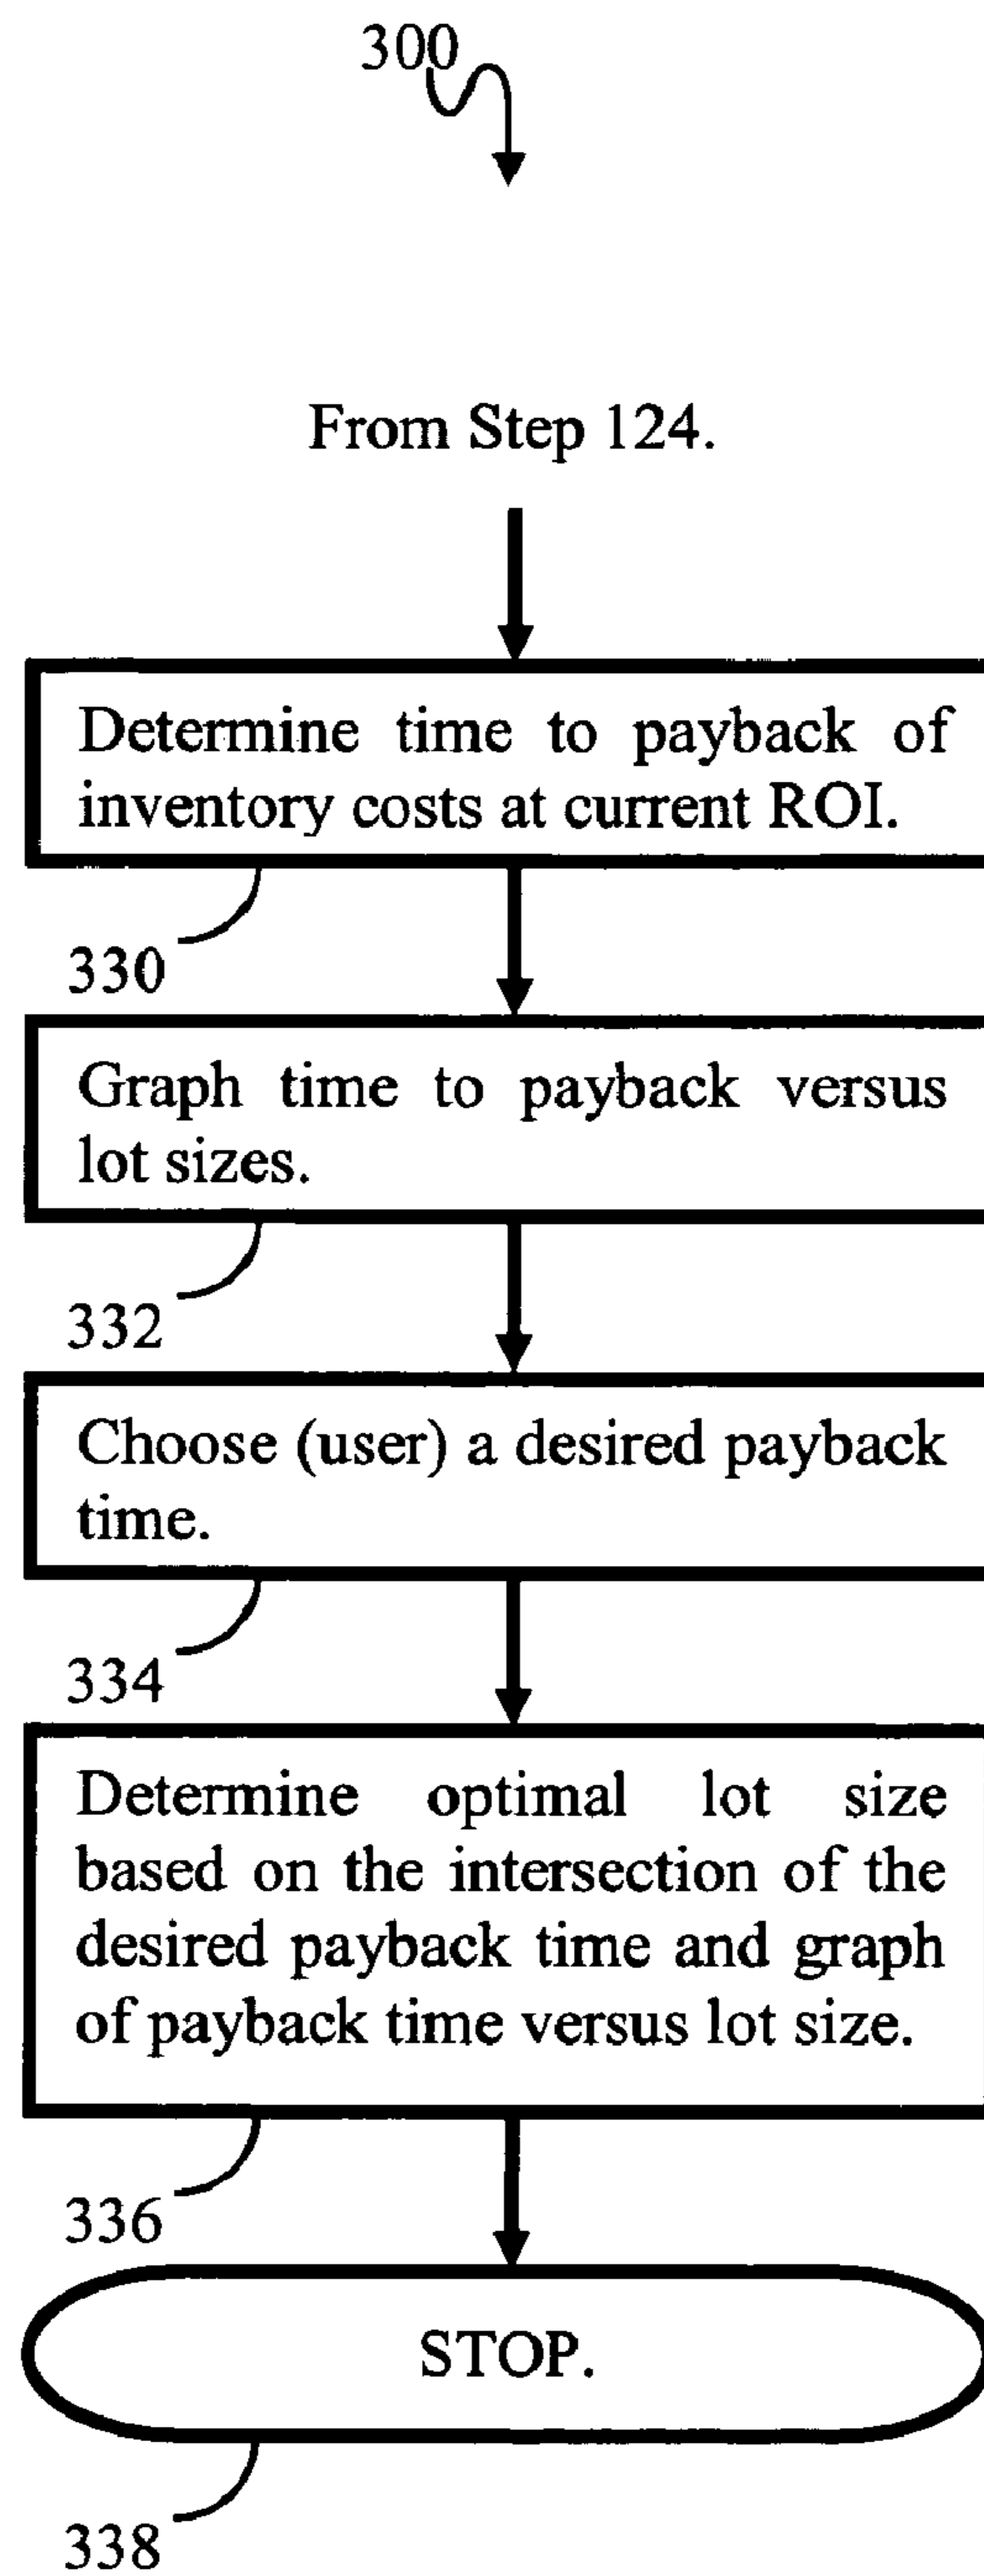 300
From Step 124.
Determine time to payback of
inventory costs at current ROI.
330
Graph time to payback versus
lot sizes.
332
Choose (user) a desired payback
time.
334
Determine optimal lot size
based on the intersection of the
desired payback time and graph
of payback time versus lot size.
336
STOP.
338